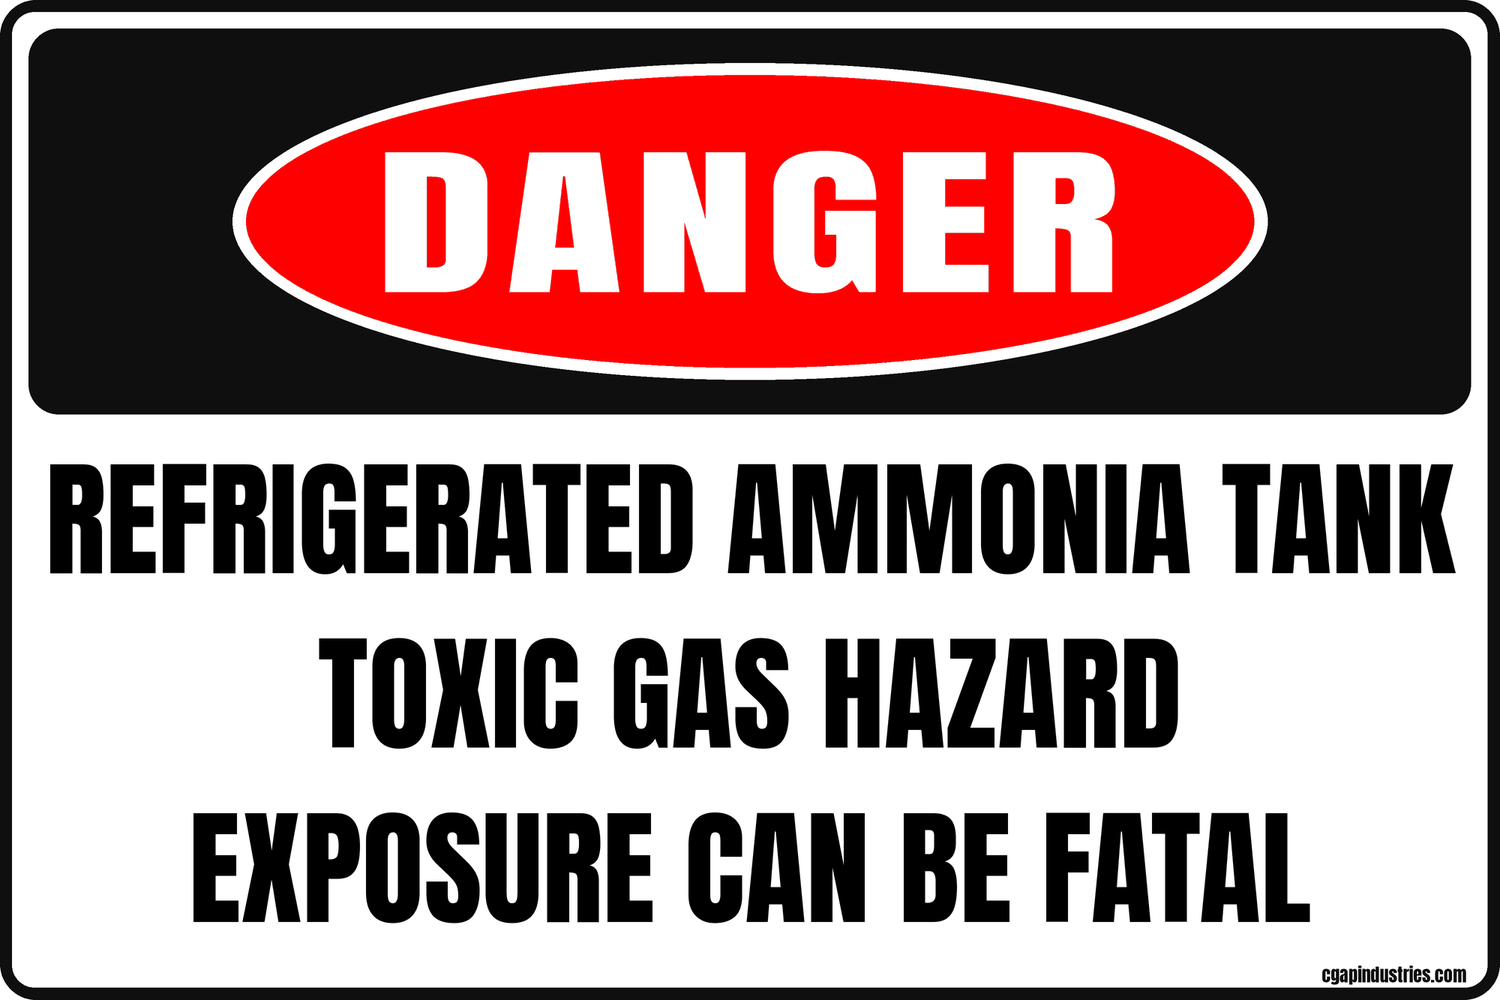 DANGER
REFRIGERATED AMMONIA TANK
TOXIC GAS HAZARD
EXPOSURE CAN BE FATAL
cgapindustries.com